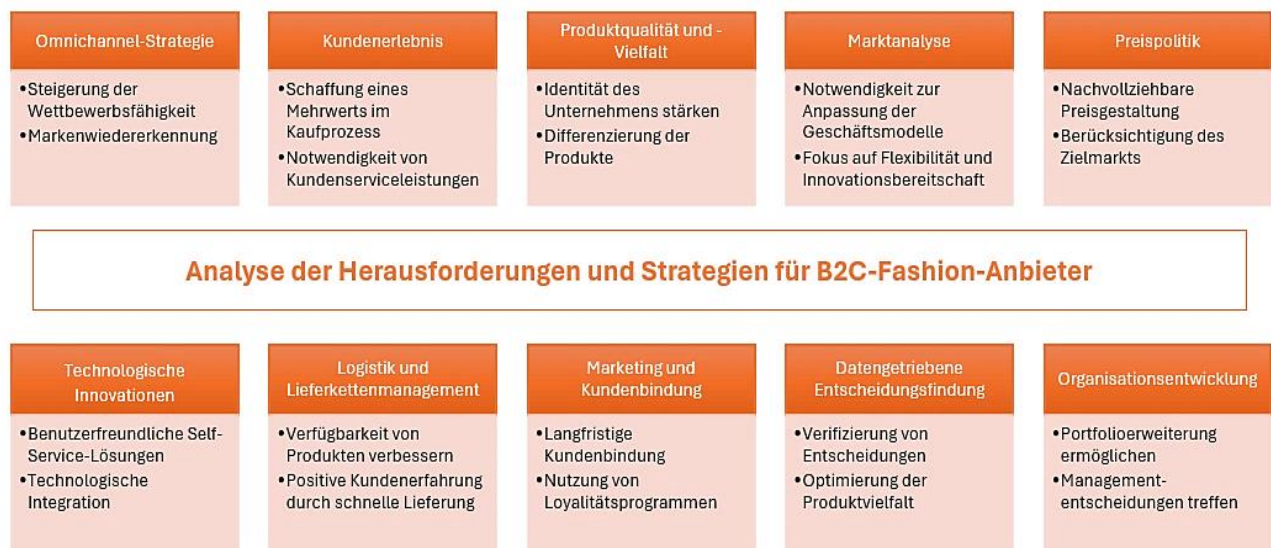 Omnichannel-Strategie
•Steigerung der
Wettbewerbsfähigkeit
•Markenwiedererkennung
Kundenerlebnis
•Schaffung eines
Mehrwerts im
Kaufprozess
•Notwendigkeit von
Kundenserviceleistungen
Produktqualität und -
Vielfalt
•Identität des
Unternehmens stärken
•Differenzierung der
Produkte
Marktanalyse
•Notwendigkeit zur
Anpassung der
Geschäftsmodelle
•Fokus auf Flexibilität und
Innovationsbereitschaft
Preispolitik
•Nachvollziehbare
Preisgestaltung
•Berücksichtigung des
Zielmarkts
Analyse der Herausforderungen und Strategien für B2C-Fashion-Anbieter
Technologische
Innovationen
•Benutzerfreundliche Self-
Service-Lösungen
•Technologische
Integration
Logistik und
Lieferkettenmanagement
•Verfügbarkeit von
Produkten verbessern
•Positive Kundenerfahrung
durch schnelle Lieferung
Marketing und
Kundenbindung
•Langfristige
Kundenbindung
•Nutzung von
Loyalitätsprogrammen
Datengetriebene
Entscheidungsfindung
•Verifizierung von
Entscheidungen
•Optimierung der
Produktvielfalt
Organisationsentwicklung
•Portfolioerweiterung
ermöglichen
•Management-
entscheidungen treffen